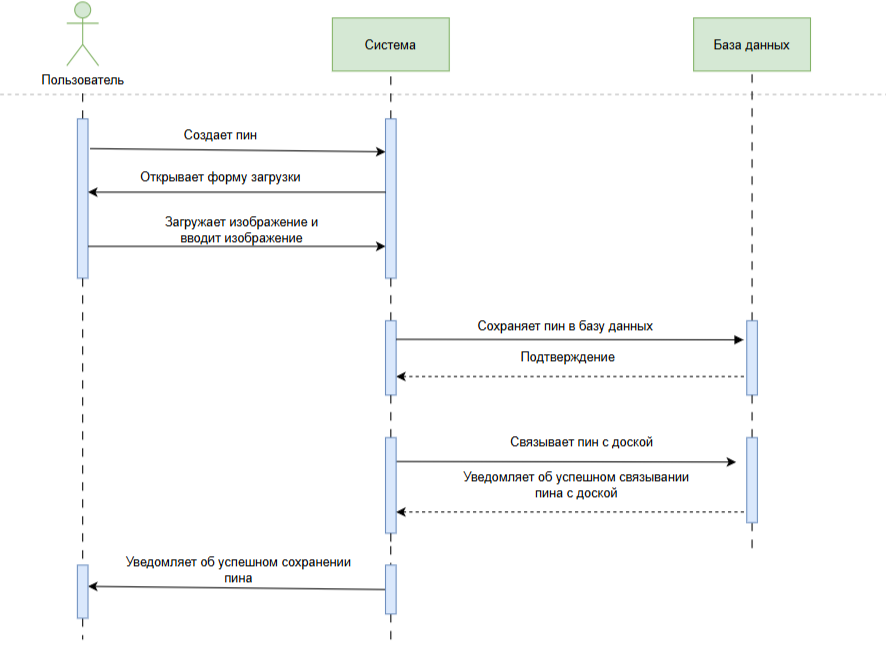 Пользователь
Система
База данных
Создает пин
Открывает форму загрузки
Загружает изображение и
вводит изображение
Сохраняет пин в базу данных
Подтверждение
Связывает пин с доской
Уведомляет об успешном связывании
пина с доской
Уведомляет об успешном сохранении
пина